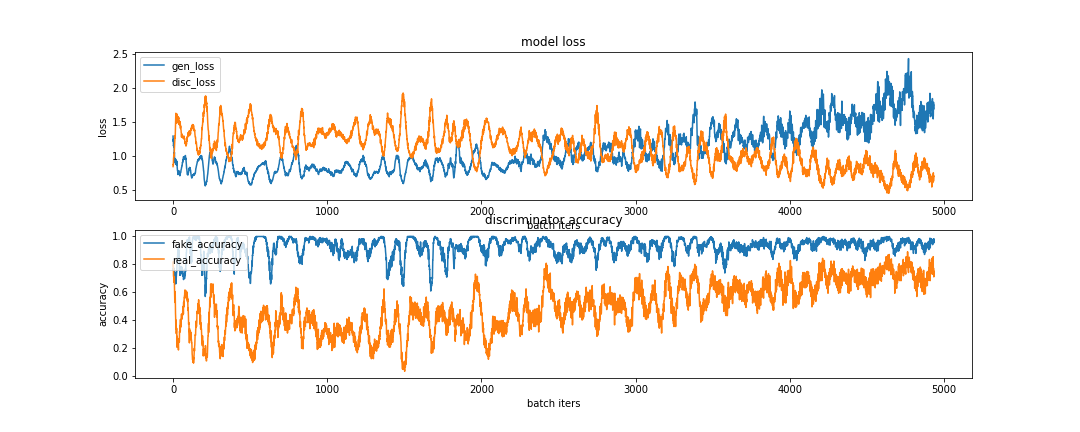 model loss
2.5
2.0
1.5
1.0
0.5
loss
gen_loss
disc_loss
0 1000 2000 3000 4000 5000
batch iters
discriminator accuracy
1.0
0.8
0.6
0.4
0.2
0.0
accuracy
fake_accuracy
real_accuracy
0 1000 2000 3000 4000 5000
batch iters